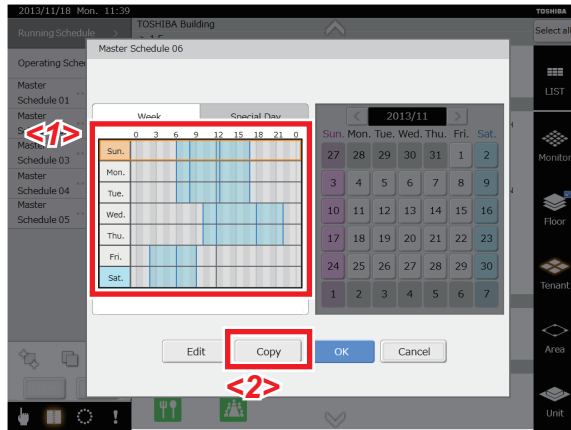 2013/11/18 Mon. 11:39
TOSHIBA
Running Schedule >
TOSHIBA Building
Select all
Operating Sche
Master
Schedule 01
Master
Master
Schedule 03
Master
Schedule 04
Master
Schedule 05
Master Schedule 06
Week Special Day
0 3 6 9 12 15 18 21 0
Sun.
Mon.
Tue.
Wed.
Thu.
Fri.
Sat.
< 2013/11 >
Sun. Mon. Tue. Wed. Thu. Fri. Sat.
27 28 29 30 31 1 2
3 4 5 6 7 8 9
10 11 12 13 14 15 16
17 18 19 20 21 22 23
24 25 26 27 28 29 30
1 2 3 4 5 6 7
Edit Copy OK Cancel
<1>
<2>
LIST
Monitor
Floor
Tenant
Area
Unit